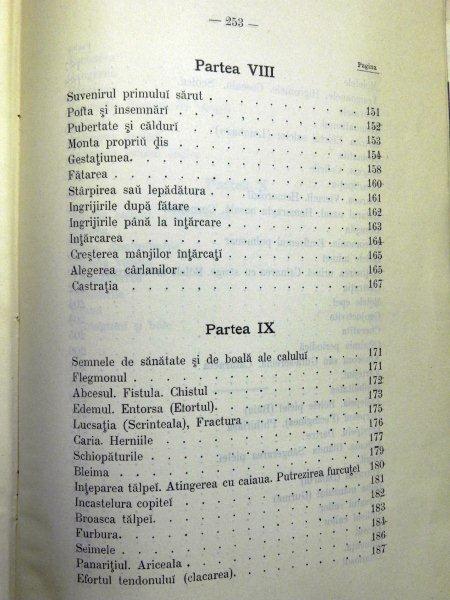 — 253 —
Partea VIII
Pagina
Suvenirul primului sărut . . . . . . . . . . 151
Pofta şi însemnărĭ . . . . . . . . . . 152
Pubertate şi căldurĭ . . . . . . . . . . 153
Monta propriŭ dis . . . . . . . . . . 154
Gestaţiunea. . . . . . . . . . . 158
Fătarea . . . . . . . . . . 160
Stârpirea saŭ lepădătura . . . . . . . . . . 161
Ingrijirile după fătare . . . . . . . . . . 162
Ingrijirile până la înţărcare . . . . . . . . . . 163
Inţărcarea . . . . . . . . . . 164
Creşterea mânjilor înţărcaţĭ . . . . . . . . . . 165
Alegerea cârlanilor . . . . . . . . . . 165
Castraţia . . . . . . . . . . 167
Partea IX
Semnele de sănătate şi de boală ale calului . . . . . 171
Flegmonul . . . . . . . . . . 171
Abcesul. Fistula. Chistul . . . . . . . . . . 172
Edemul. Entorsa (Etortul). . . . . . . . . . 173
Lucsaţia (Scrinteala), Fractura . . . . . . . . . . 175
Caria. Herniile . . . . . . . . . . 176
Schiopăturile . . . . . . . . . . 177
Bleima . . . . . . . . . . 179
Inţeparea tălpeĭ. Atingerea cu caiaua. Putrezirea furcuţeĭ 180
Incastelura copiteĭ . . . . . . . . . . 181
Broasca tălpeĭ. . . . . . . . . . . 182
Furbura. . . . . . . . . . . 183
Seimele . . . . . . . . . . 184
Panariţiul. Ariceala . . . . . . . . . . 186
Efortul tendonuluĭ (clacarea). . . . . . . . . . 187